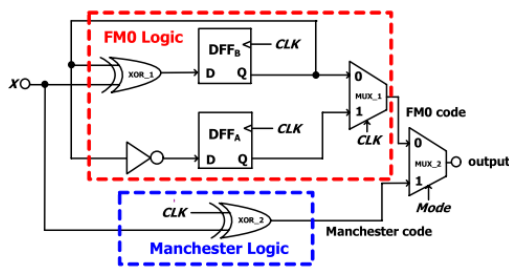 FM0 Logic
DFFB
CLK
XOR_1
D
Q
0
MUX_1
1
X
FM0 code
DFFA
CLK
D
Q
CLK
0
MUX_2
output
1
CLK
XOR_2
Mode
Manchester code
Manchester Logic